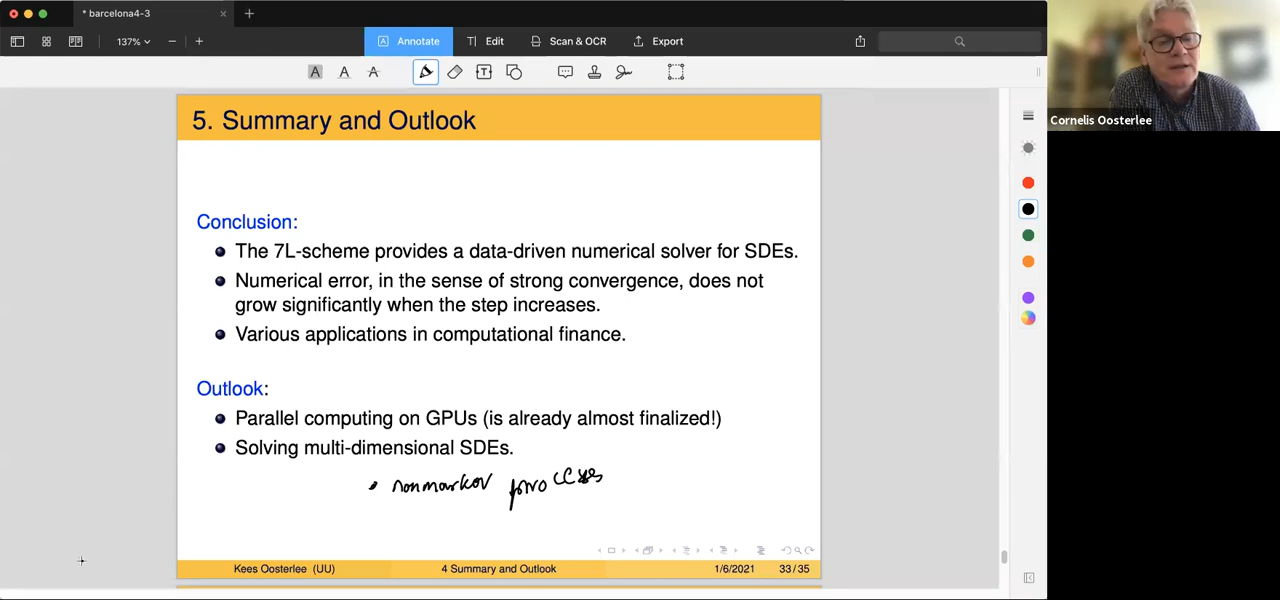 * barcelona4-3
137%
Annotate
Edit
Scan & OCR
Export
Cornelis Oosterlee
5. Summary and Outlook
Conclusion:
The 7L-scheme provides a data-driven numerical solver for SDEs.
Numerical error, in the sense of strong convergence, does not
grow significantly when the step increases.
Various applications in computational finance.
Outlook:
Parallel computing on GPUs (is already almost finalized!)
Solving multi-dimensional SDEs.
• nonmarkov processes
Kees Oosterlee (UU) 4 Summary and Outlook 1/6/2021 33/35